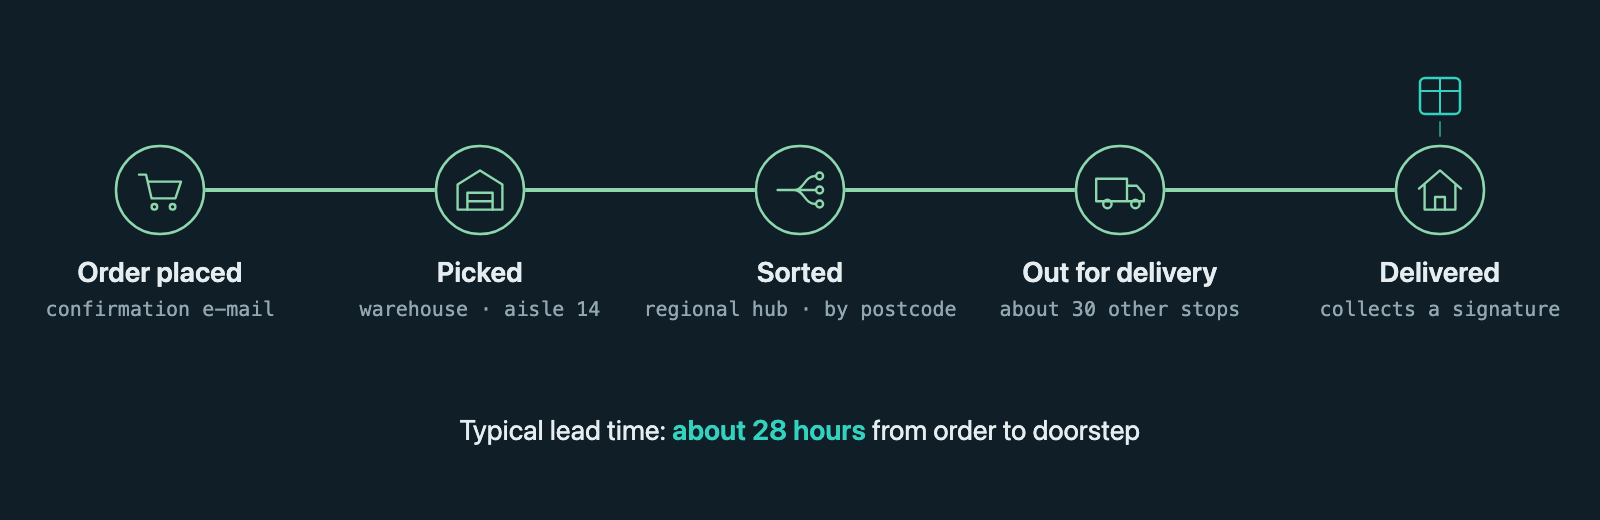 Order placed
confirmation e-mail
Picked
warehouse · aisle 14
Sorted
regional hub · by postcode
Out for delivery
about 30 other stops
Delivered
collects a signature
Typical lead time: about 28 hours from order to doorstep